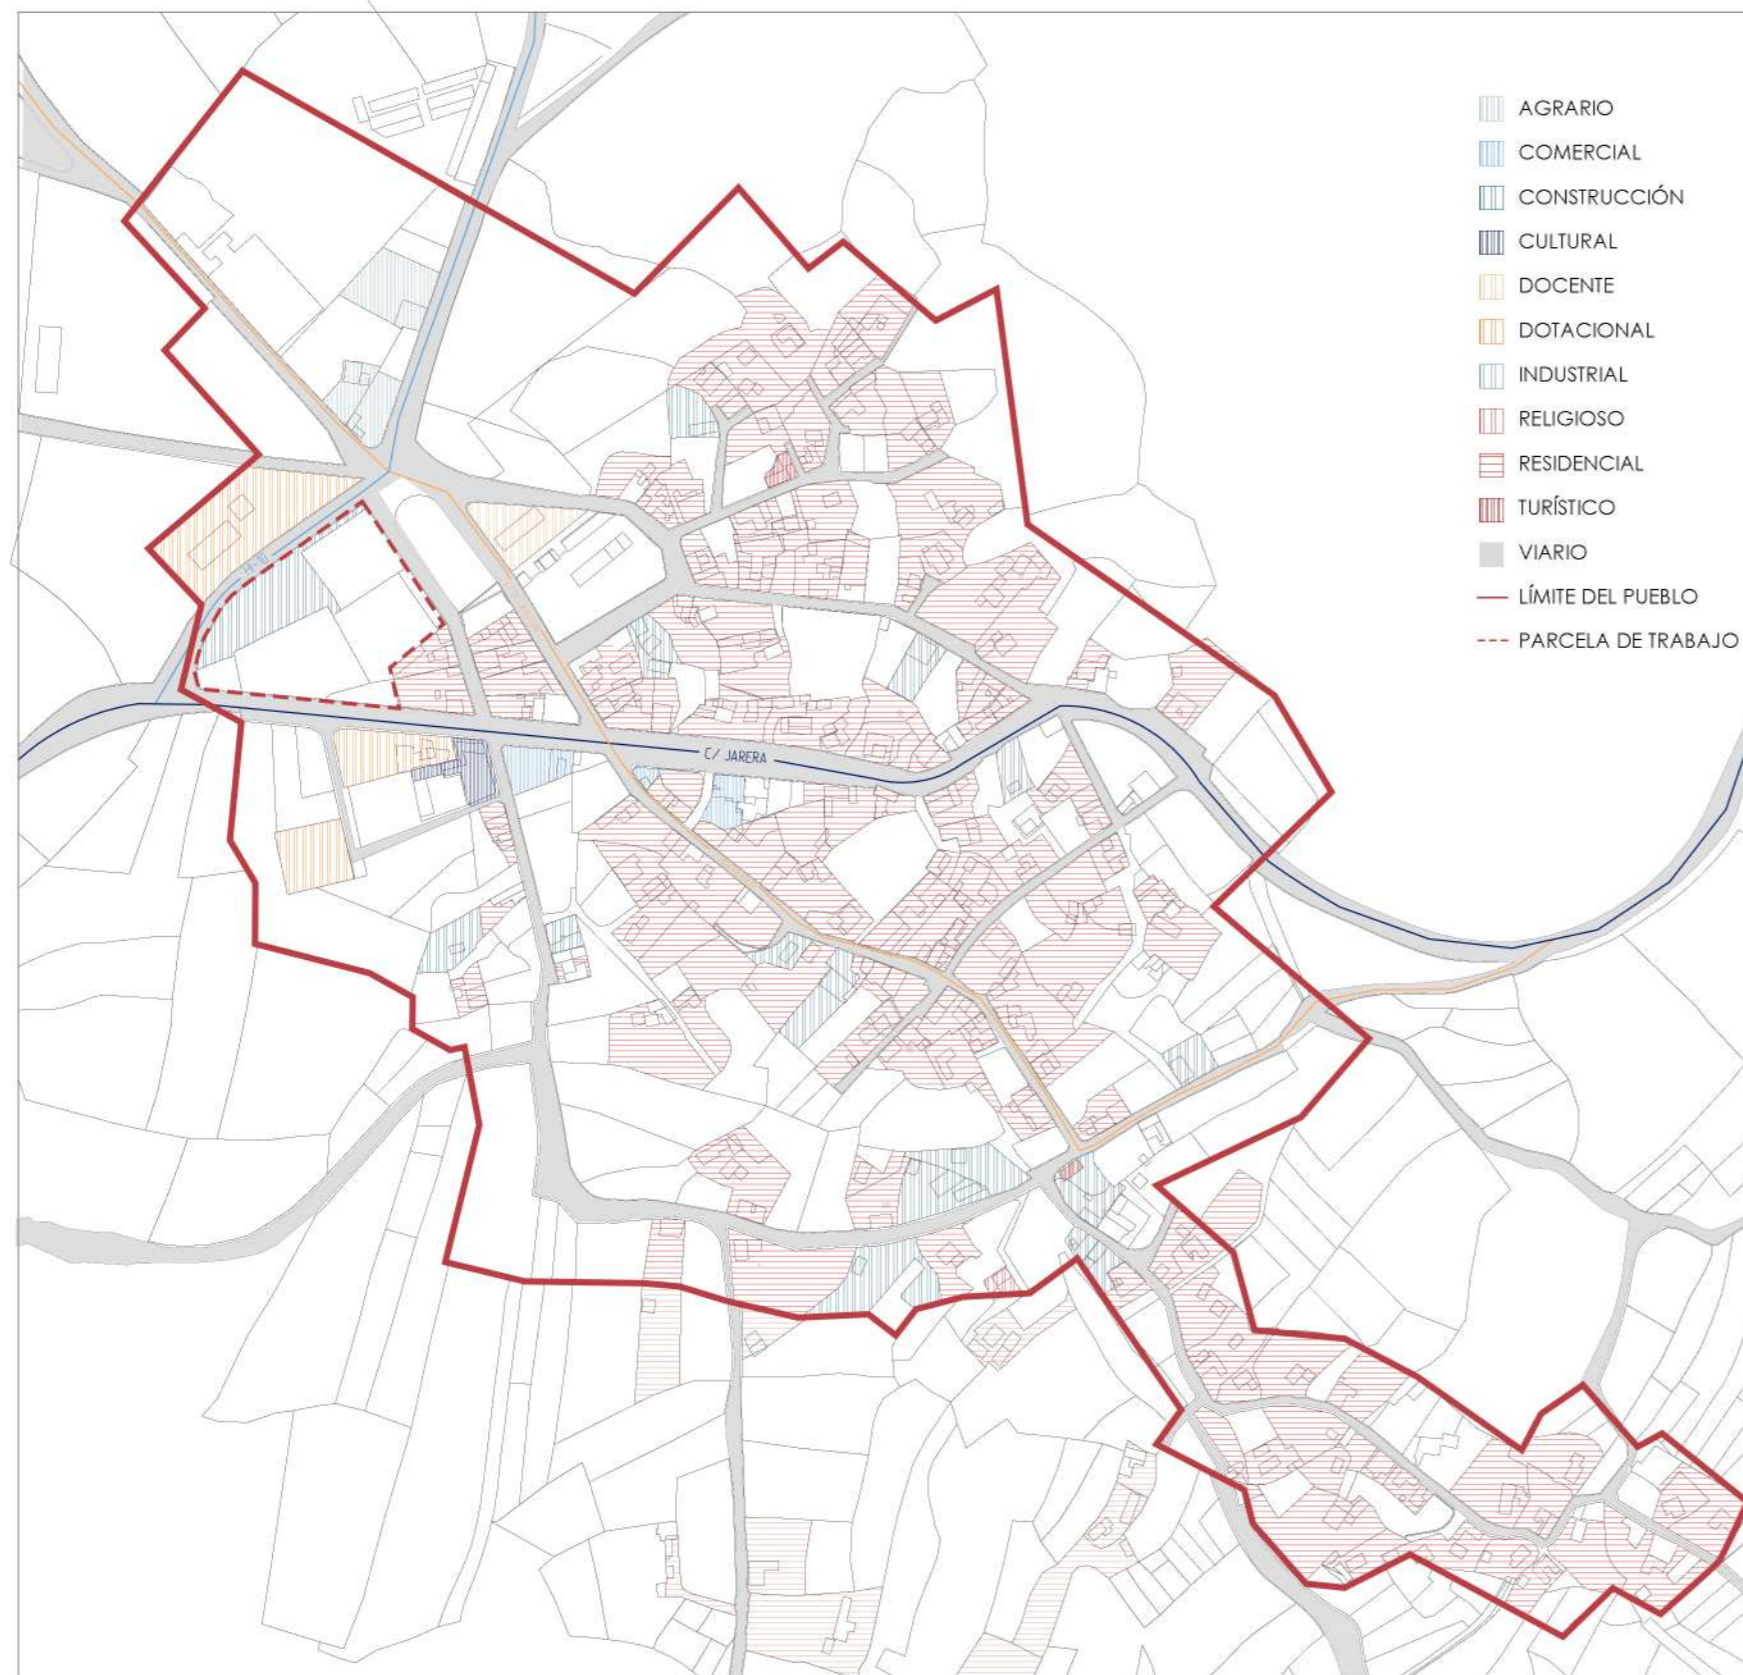 AGRARIO
COMERCIAL
CONSTRUCCIÓN
CULTURAL
DOCENTE
DOTACIONAL
INDUSTRIAL
RELIGIOSO
RESIDENCIAL
TURÍSTICO
VIARIO
LÍMITE DEL PUEBLO
PARCELA DE TRABAJO
C/ JARERA